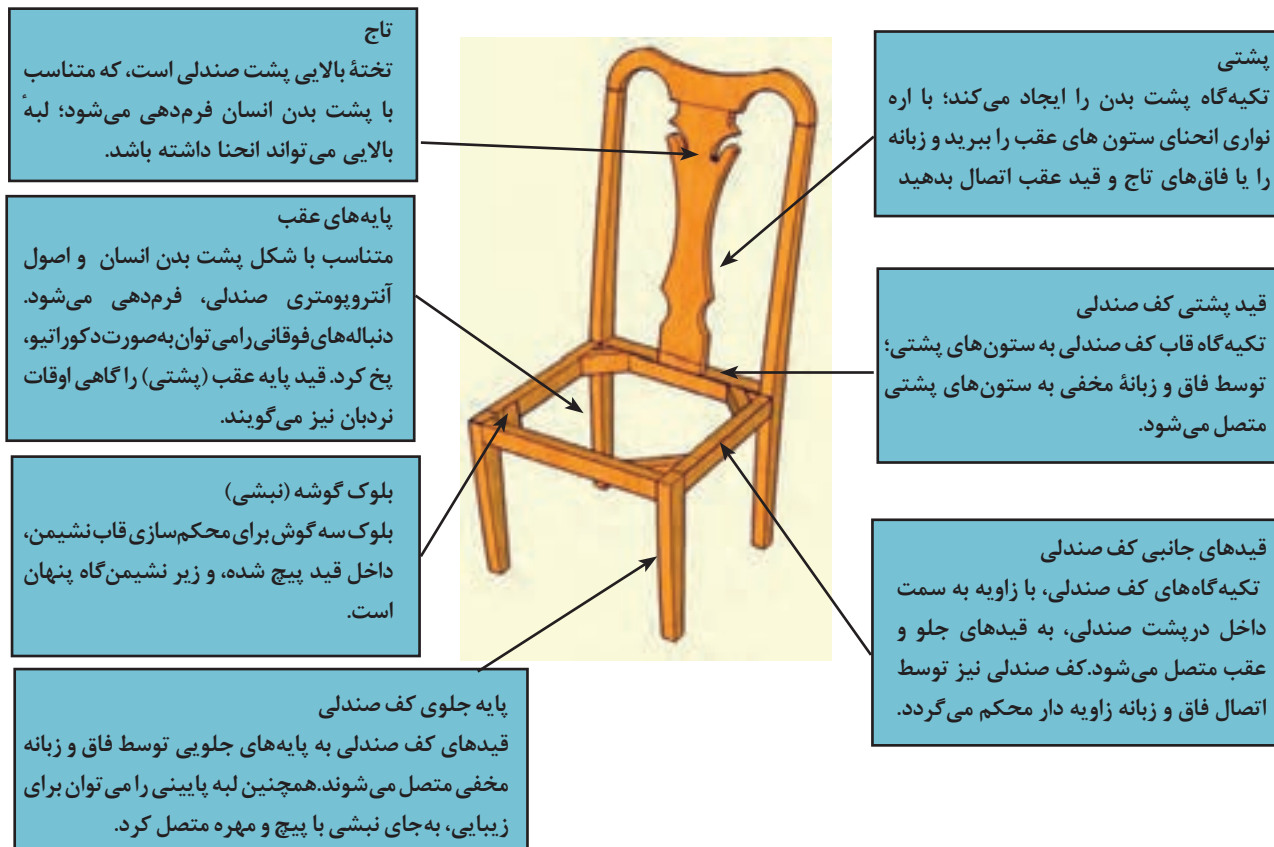 تاج
تختهٔ بالایی پشت صندلی است، که متناسب
با پشت بدن انسان فرم‌دهی می‌شود؛ لبهٔ
بالایی می‌تواند انحنا داشته باشد.
پشتی
تکیه‌گاه پشت بدن را ایجاد می‌کند؛ با اره
نواری انحنای ستون های عقب را ببرید و زبانه
را یا فاق‌های تاج و قید عقب اتصال بدهید
پایه‌های عقب
متناسب با شکل پشت بدن انسان و اصول
آنتروپومتری صندلی، فرم‌دهی می‌شود.
دنباله‌های فوقانی رامی‌توان به‌صورت دکوراتیو،
پخ کرد. قید پایه عقب (پشتی) را گاهی اوقات
نردبان نیز می‌گویند.
قید پشتی کف صندلی
تکیه‌گاه قاب کف صندلی به ستون‌های پشتی؛
توسط فاق و زبانهٔ مخفی به ستون‌های پشتی
متصل می‌شود.
بلوک گوشه (نبشی)
بلوک سه گوش برای محکم‌سازی قاب نشیمن،
داخل قید پیچ شده، و زیر نشیمن‌گاه پنهان
است.
قیدهای جانبی کف صندلی
تکیه‌گاه‌های کف صندلی، با زاویه به سمت
داخل درپشت صندلی، به قیدهای جلو و
عقب متصل می‌شود.کف صندلی نیز توسط
اتصال فاق و زبانه زاویه دار محکم می‌گردد.
پایه جلوی کف صندلی
قیدهای کف صندلی به پایه‌های جلویی توسط فاق و زبانه
مخفی متصل می‌شوند.همچنین لبه پایینی را می‌توان برای
زیبایی، به‌جای نبشی با پیچ و مهره متصل کرد.